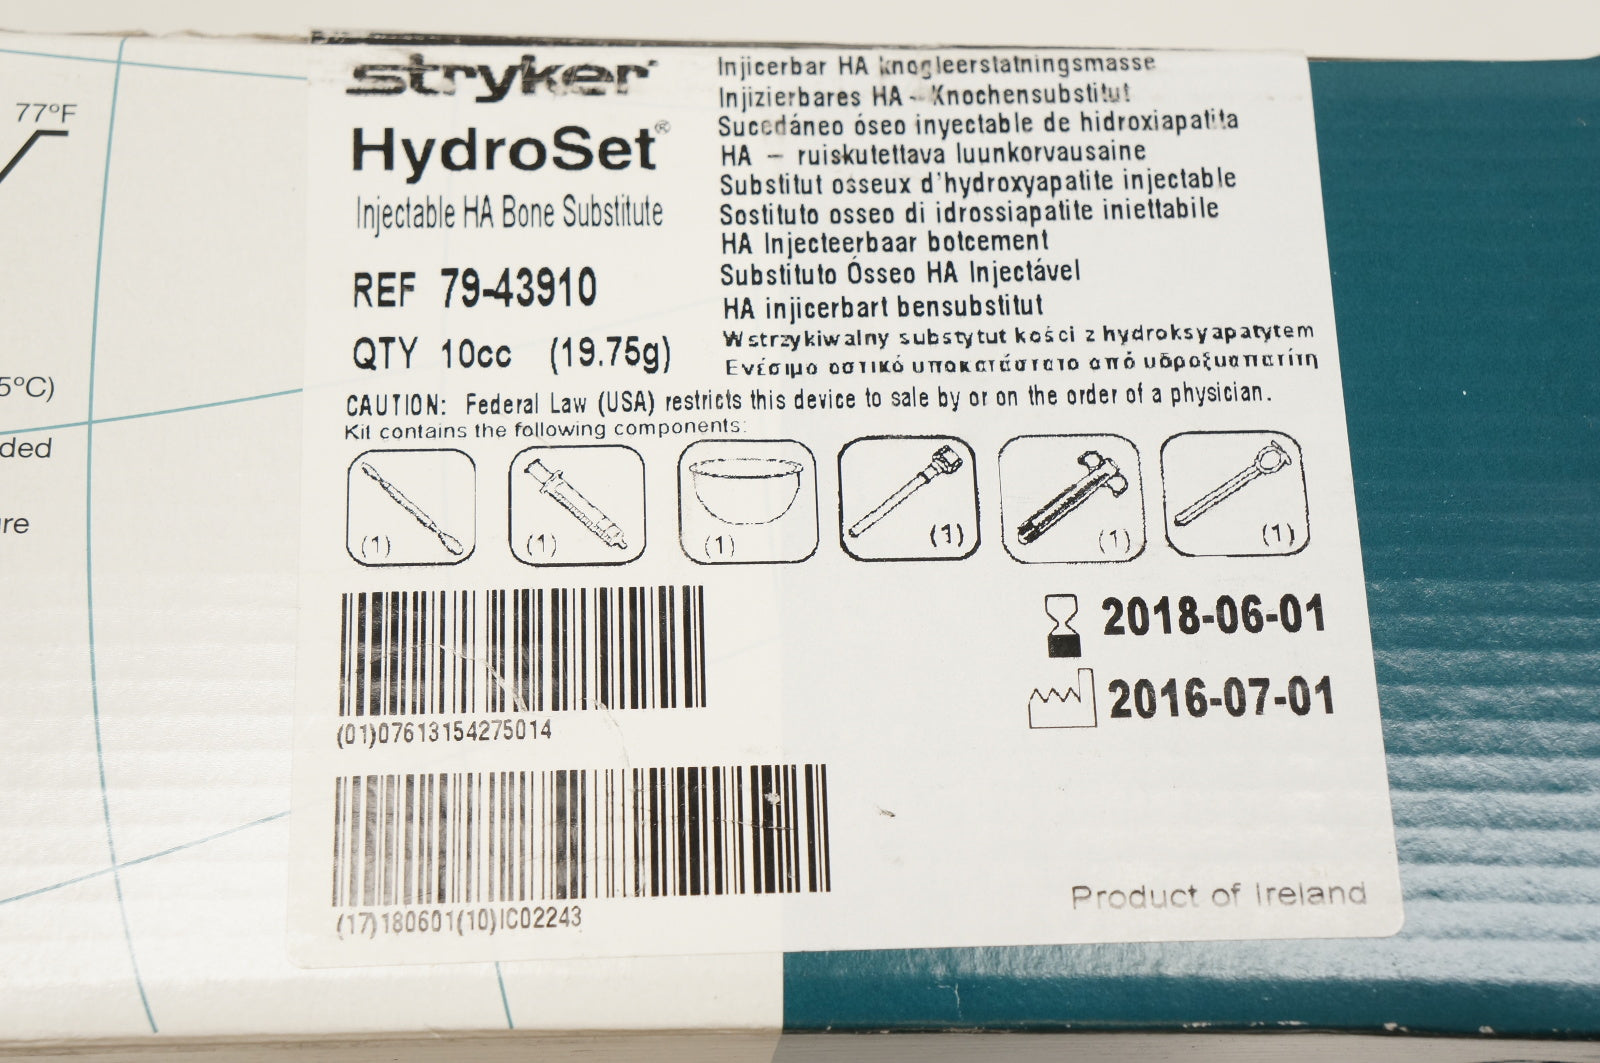 77°F
5°C)
ded
re
stryker
HydroSet®
Injectable HA Bone Substitute
REF 79-43910
QTY 10cc (19.75g)
Injicerbar HA knogleerstatningsmasse
Injizierbares HA - Knochensubstitut
Sucedáneo óseo inyectable de hidroxiapatita
HA – ruiskutettava luunkorvausaine
Substitut osseux d'hydroxyapatite injectable
Sostituto osseo di idrossiapatite iniettabile
HA Injecteerbaar botcement
Substituto Ósseo HA Injectável
HA injicerbart bensubstitut
Wstrzykiwalny substytut kości z hydroksyapatytem
Ενέσιμο οστικό υποκατάστατο από υδροξυαπατίτη
CAUTION: Federal Law (USA) restricts this device to sale by or on the order of a physician.
Kit contains the following components:
(1) (1) (1) (1) (1) (1)
2018-06-01
2016-07-01
(01)07613154275014
(17)180601(10)IC02243
Product of Ireland